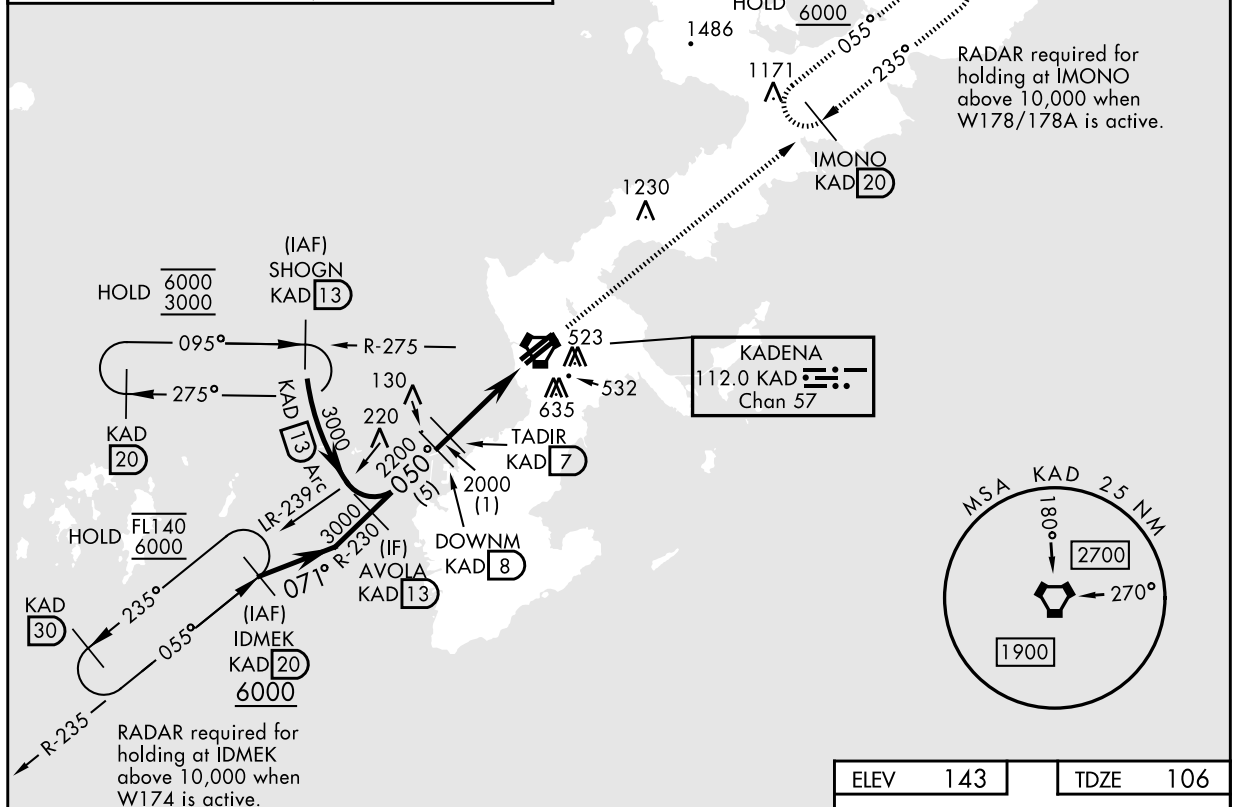 HOLD 6000
1486
055°
235°
RADAR required for
holding at IMONO
above 10,000 when
W178/178A is active.
1171
IMONO
KAD 20
1230
(IAF)
SHOGN
KAD 13
HOLD 6000
3000
095°
R-275
275°
KAD
20
KAD 13 Arc
3000
130
220
523
532
635
KADENA
112.0 KAD
Chan 57
TADIR
KAD 7
2200
050°
(5)
2000
(1)
LR-239
DOWNM
KAD 8
HOLD FL140
6000
3000
R-230
071°
(IF)
AVOLA
KAD 13
KAD
30
235°
055°
(IAF)
IDMEK
KAD 20
6000
R-235
RADAR required for
holding at IDMEK
above 10,000 when
W174 is active.
MSA KAD 25 NM
180°
2700
270°
1900
ELEV 143
TDZE 106